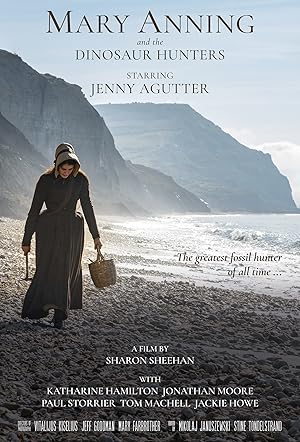 MARY ANNING
and the
DINOSAUR HUNTERS
STARRING
JENNY AGUTTER
The greatest fossil hunter
of all time ...
A FILM BY
SHARON SHEEHAN
WITH
KATHARINE HAMILTON JONATHAN MOORE
PAUL STORRIER TOM MACHELL JACKIE HOWE
VITALIJUS KISELIUS JEFF GOODMAN MARY FARBROTHER NIKOLAJ JANUSZEWSKI STINE TONDELSTRAND